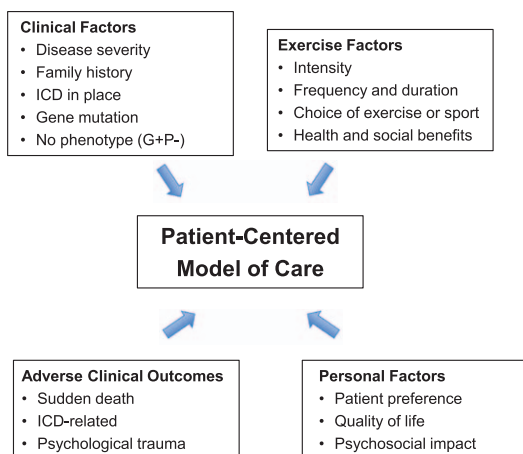 Clinical Factors
• Disease severity
• Family history
• ICD in place
• Gene mutation
• No phenotype (G+P-)
Exercise Factors
• Intensity
• Frequency and duration
• Choice of exercise or sport
• Health and social benefits
Patient-Centered
Model of Care
Adverse Clinical Outcomes
• Sudden death
• ICD-related
• Psychological trauma
Personal Factors
• Patient preference
• Quality of life
• Psychosocial impact